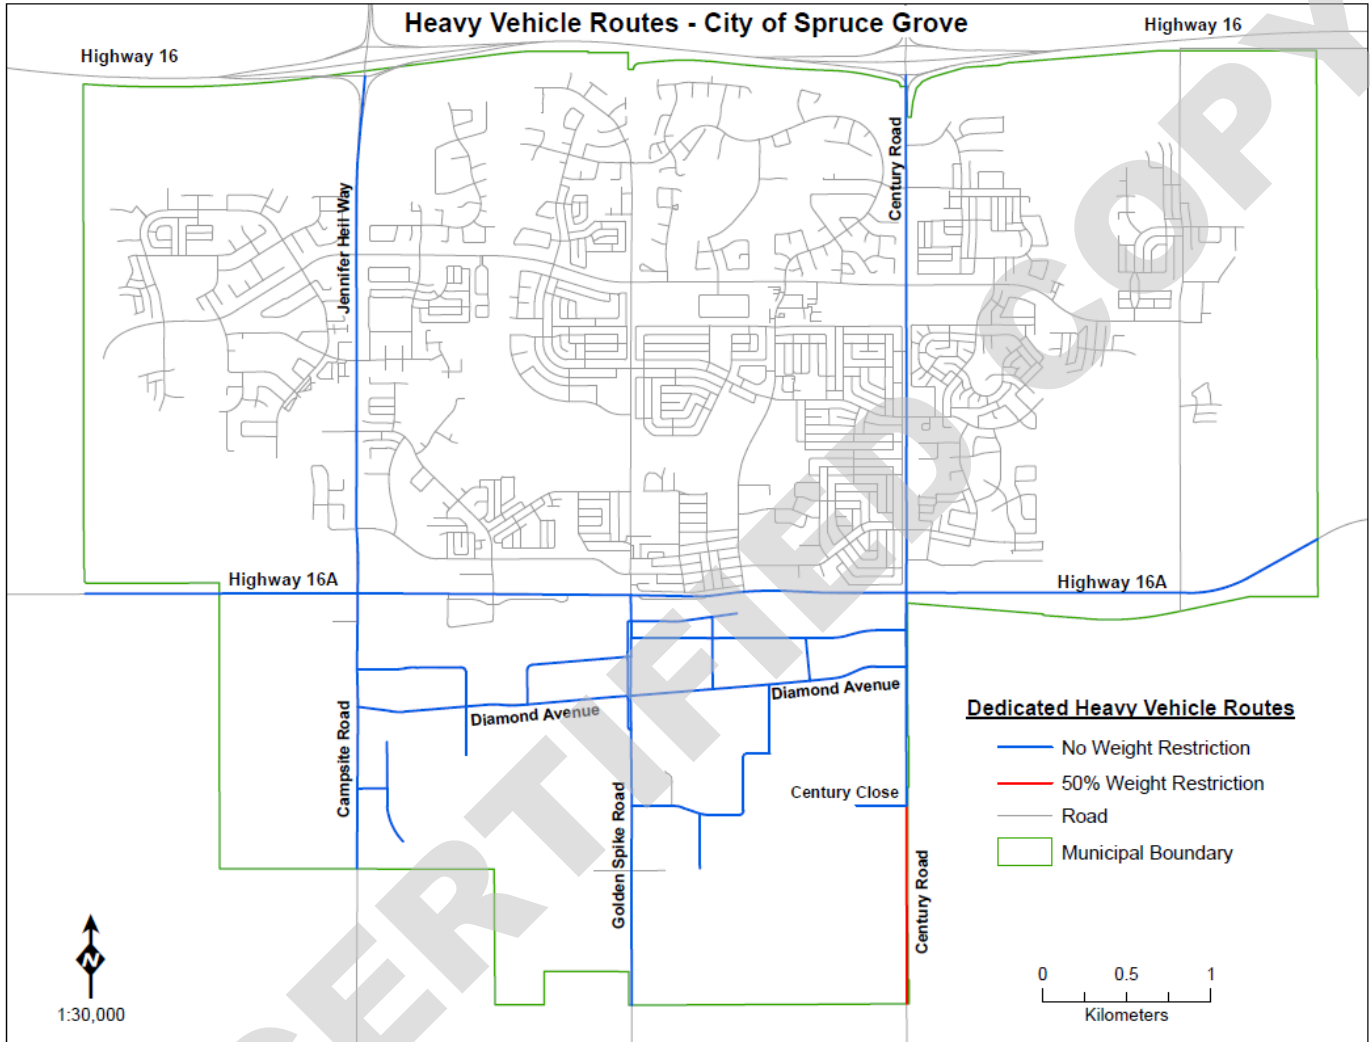 Heavy Vehicle Routes - City of Spruce Grove
Highway 16
Highway 16
Century Road
Jennifer Heil Way
Highway 16A
Highway 16A
Diamond Avenue
Diamond Avenue
Campsite Road
Golden Spike Road
Century Close
Century Road
Dedicated Heavy Vehicle Routes
No Weight Restriction
50% Weight Restriction
Road
Municipal Boundary
N
1:30,000
0 0.5 1
Kilometers
CERTIFIED COPY